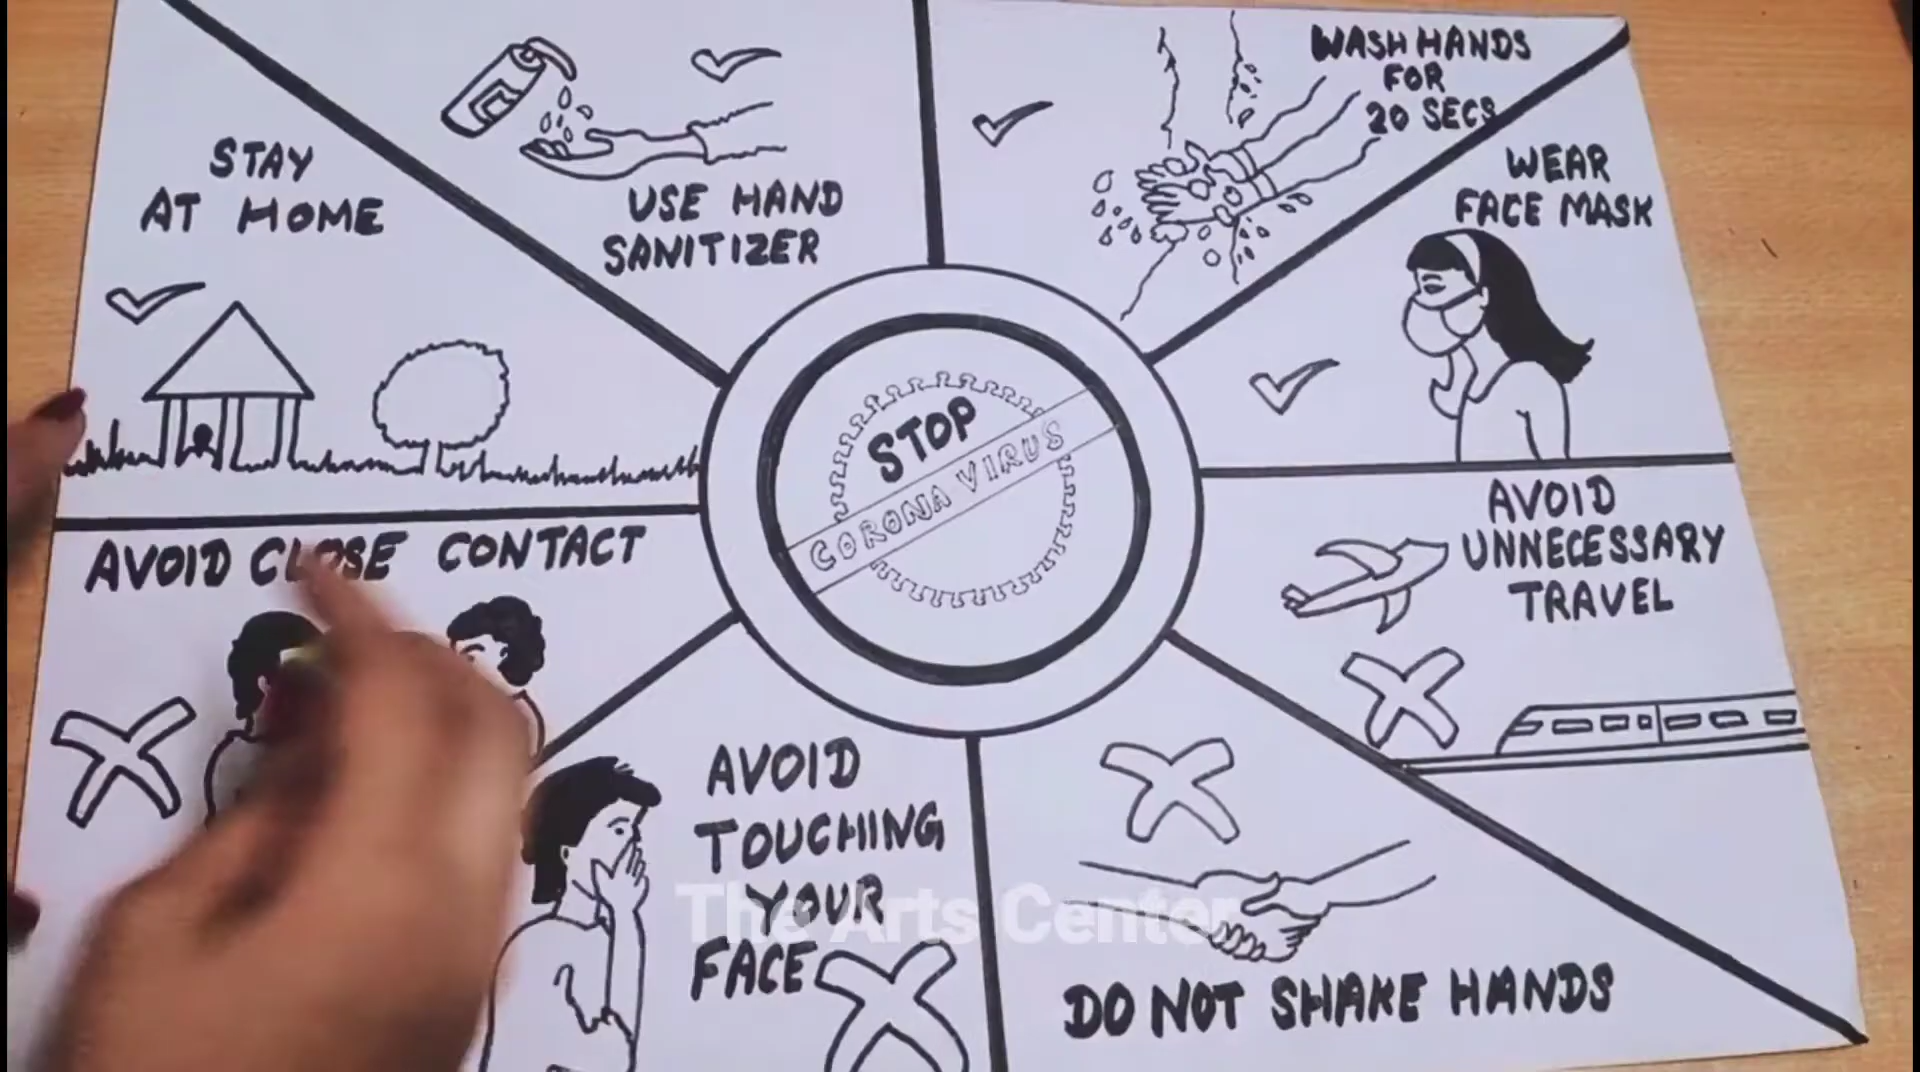 STAY
AT HOME
USE HAND
SANITIZER
WASH HANDS
FOR
20 SECS
WEAR
FACE MASK
AVOID
UNNECESSARY
TRAVEL
DO NOT SHAKE HANDS
AVOID
TOUCHING
YOUR
FACE
AVOID CLOSE CONTACT
STOP
CORONA VIRUS
The Arts Center